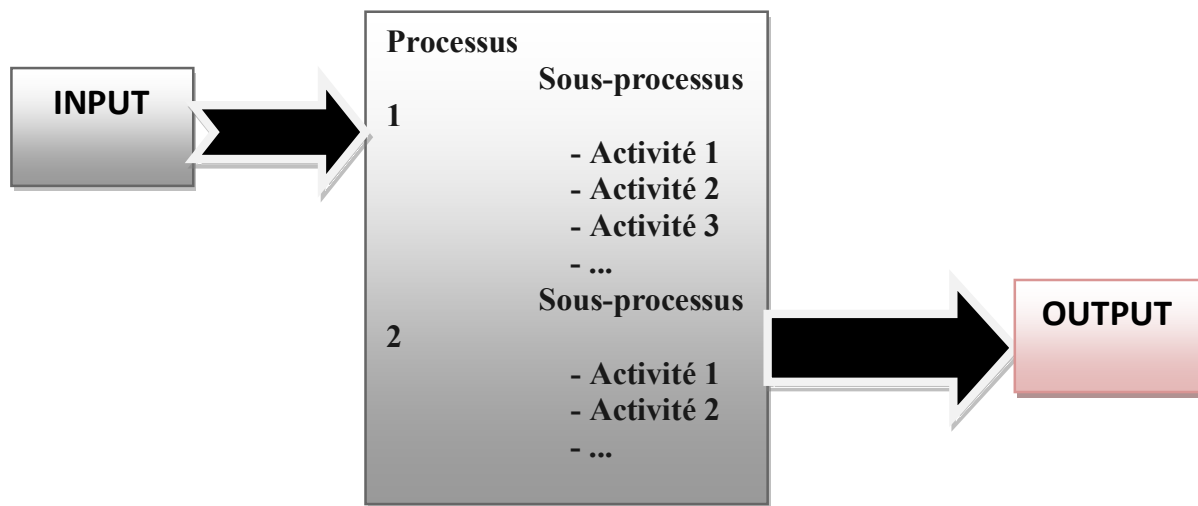 INPUT
Processus
Sous-processus
1
- Activité 1
- Activité 2
- Activité 3
- ...
Sous-processus
2
- Activité 1
- Activité 2
- ...
OUTPUT